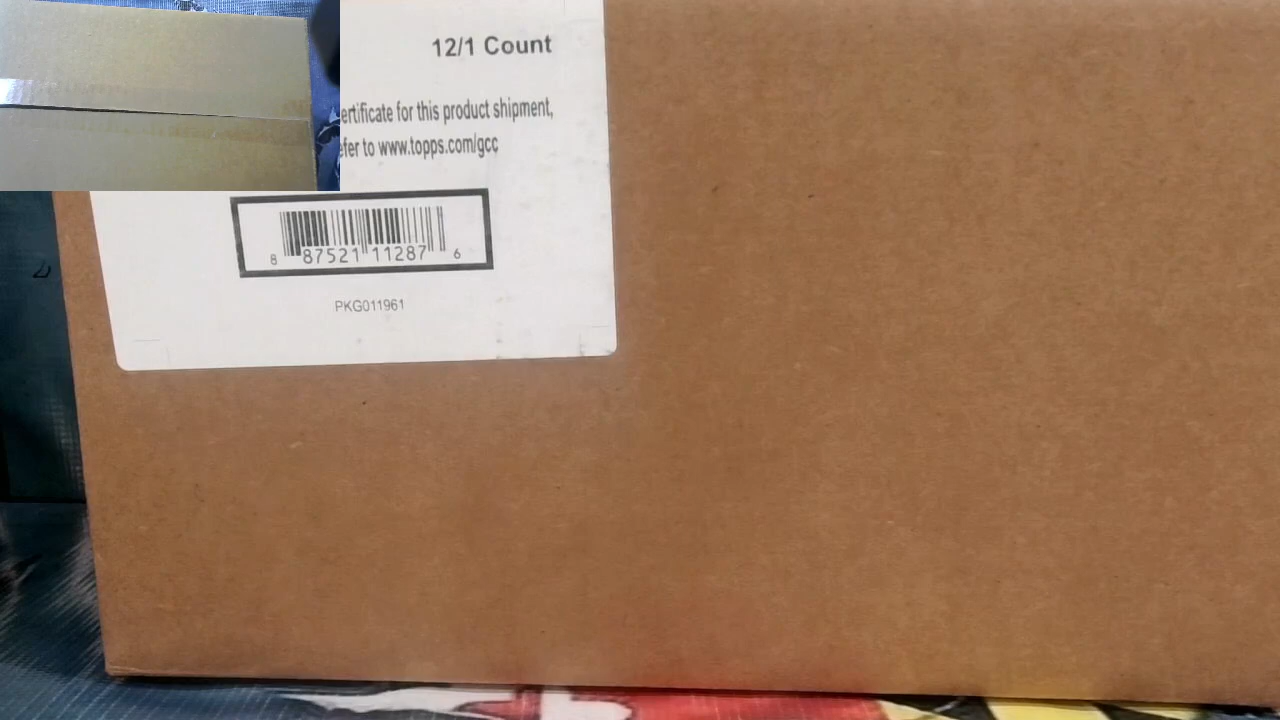 12/1 Count
ertificate for this product shipment,
efer to www.topps.com/gcc
8 87521 11287 6
PKG011961